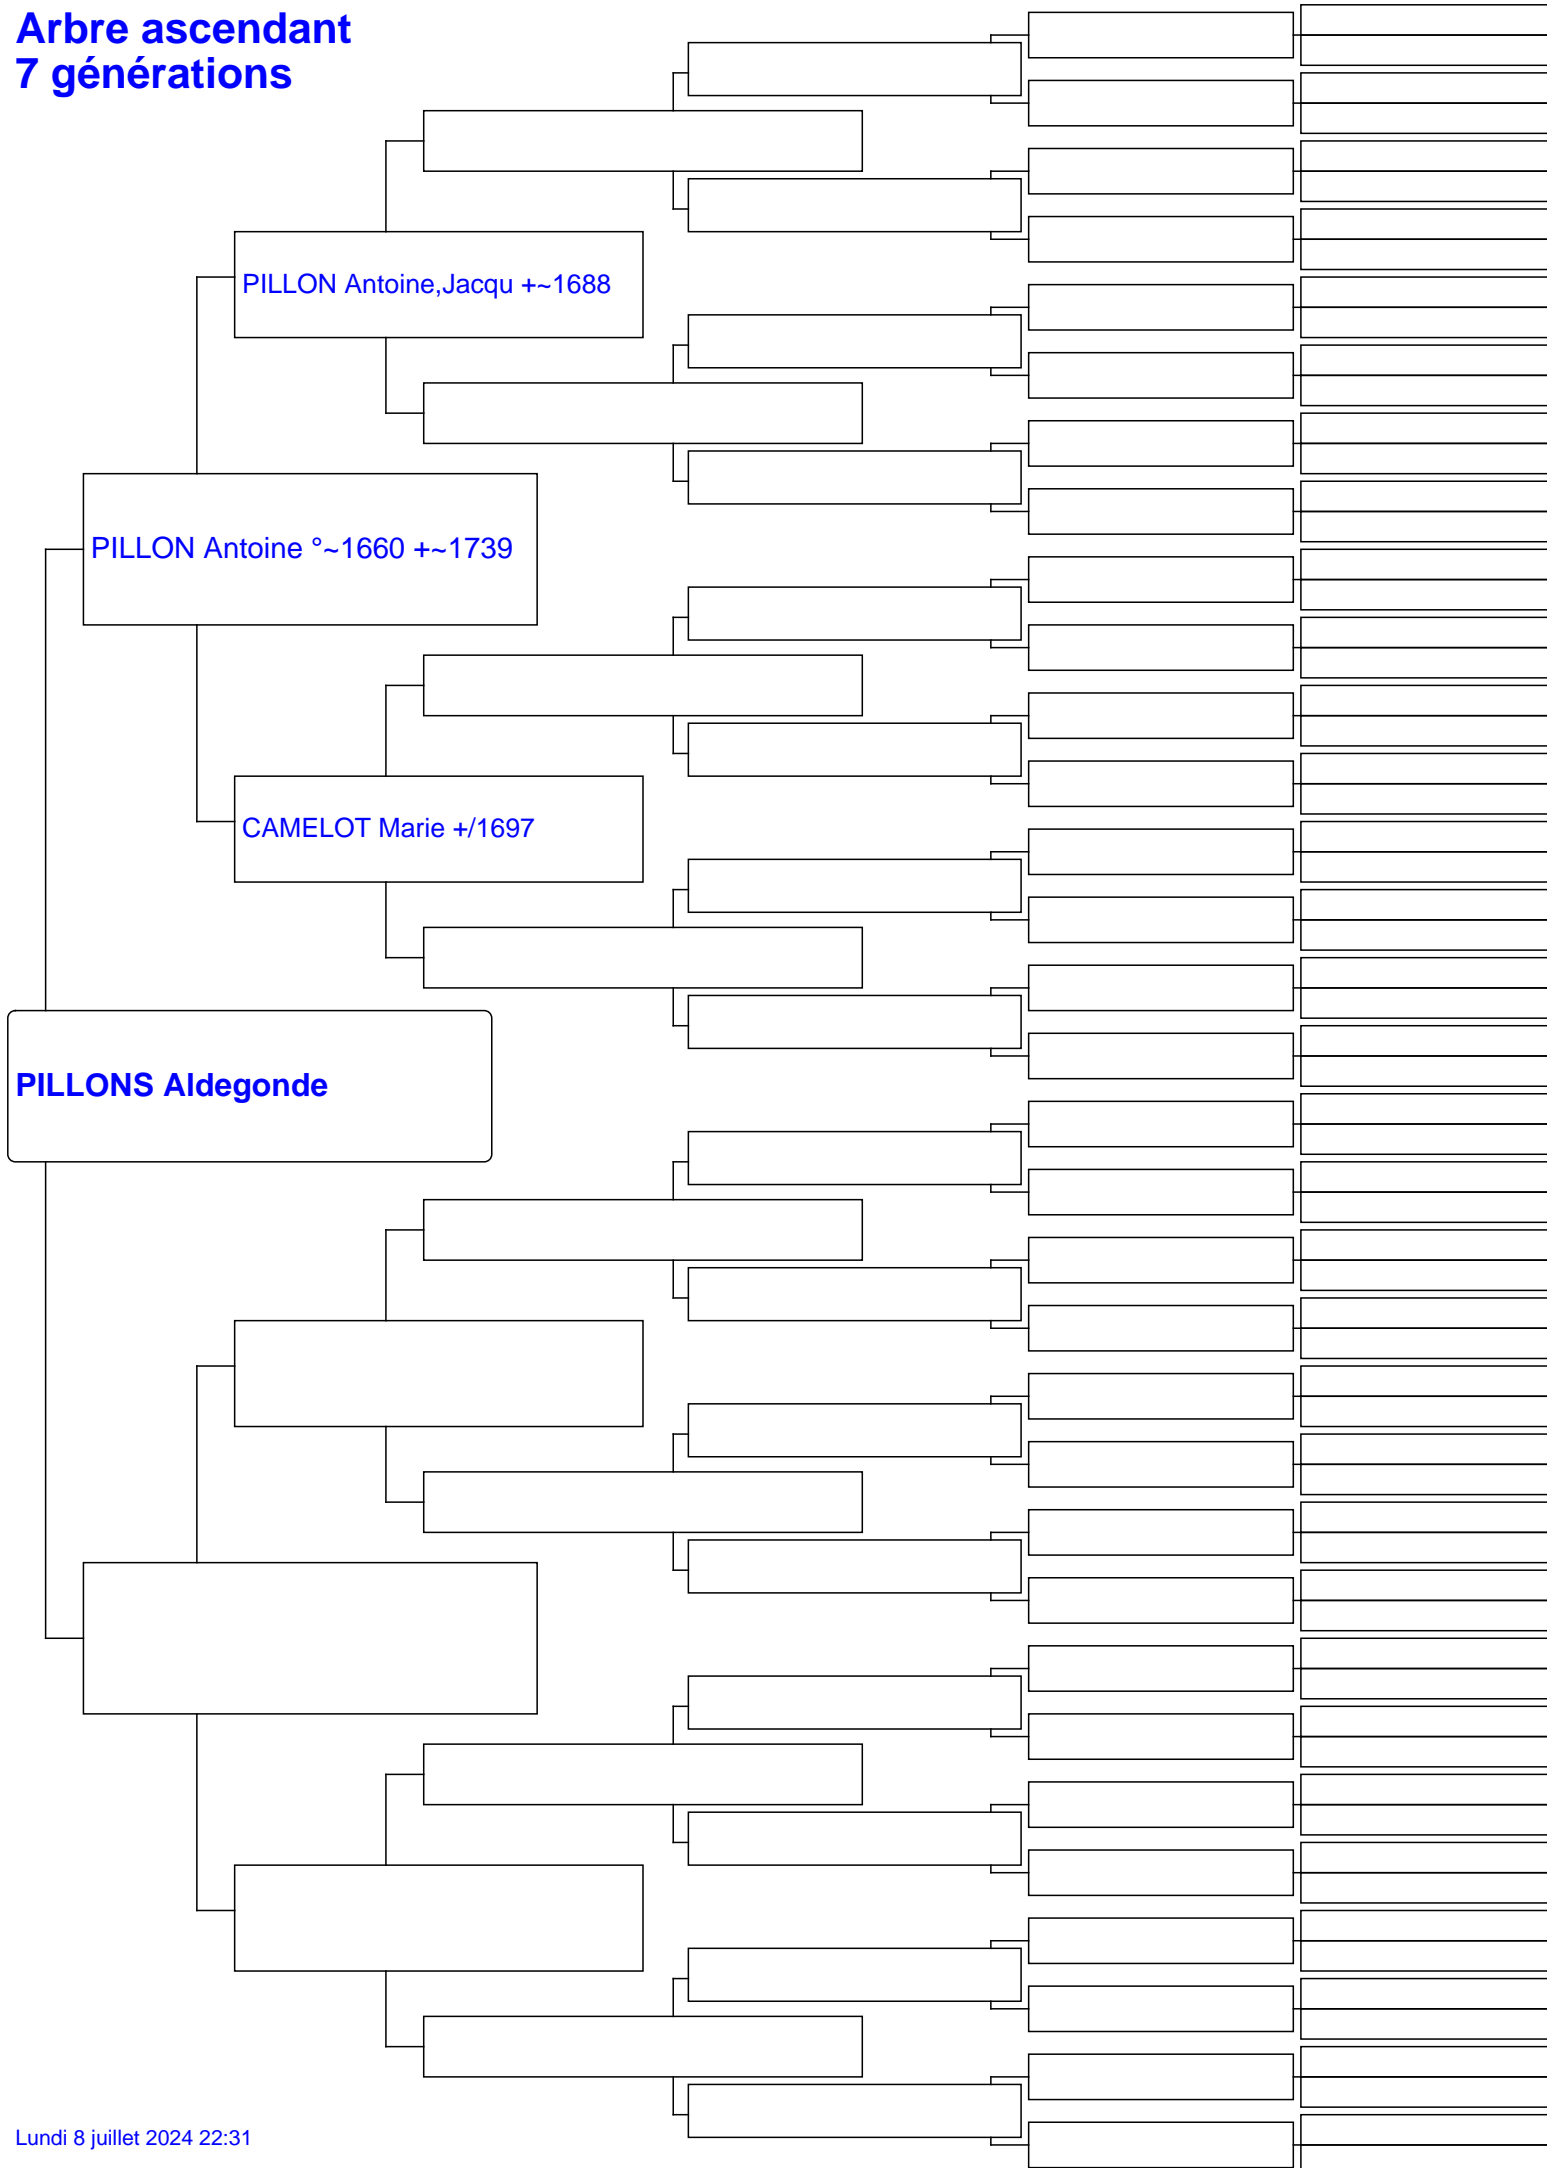 Arbre ascendant
7 générations
PILLON Antoine,Jacqu +~1688
PILLON Antoine °~1660 +~1739
CAMELOT Marie +/1697
PILLONS Aldegonde
Lundi 8 juillet 2024 22:31